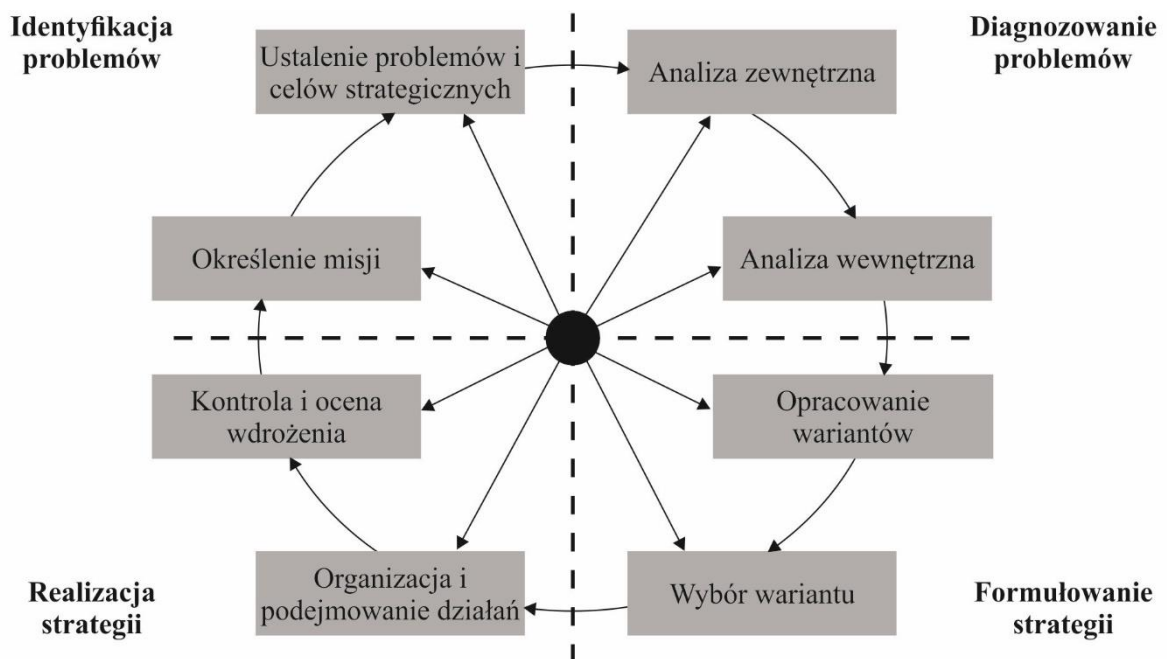 Identyfikacja
problemów
Ustalenie problemów i
celów strategicznych
Analiza zewnętrzna
Diagnozowanie
problemów
Określenie misji
Analiza wewnętrzna
Kontrola i ocena
wdrożenia
Opracowanie
wariantów
Realizacja
strategii
Organizacja i
podejmowanie działań
Wybór wariantu
Formułowanie
strategii